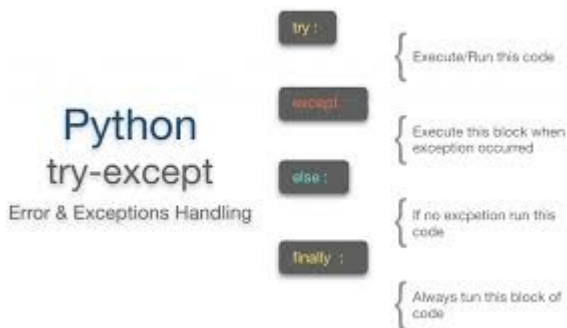 Python
try-except
Error & Exceptions Handling
try :
Execute/Run this code
except
Execute this block when
exception occurred
else :
If no excpetion run this
code
finally :
Always tun this block of
code